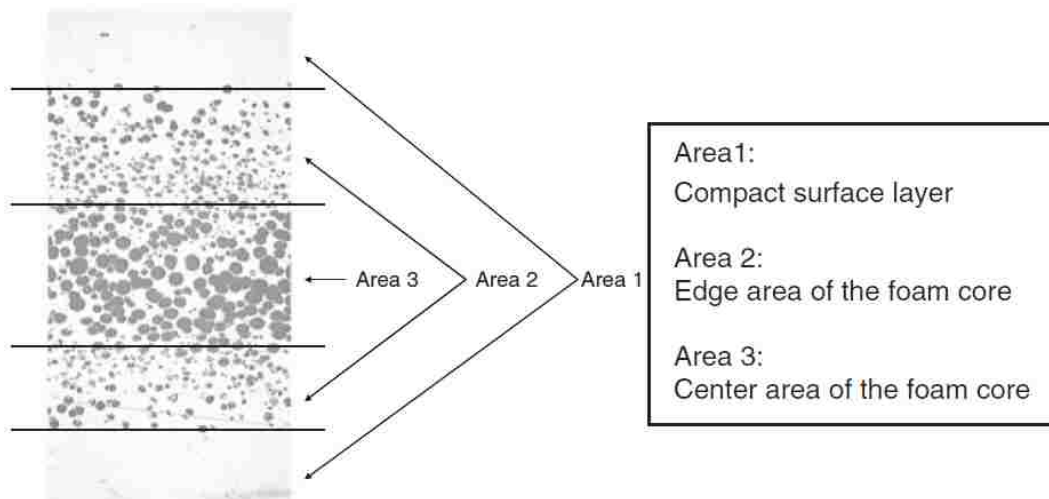 Area 3
Area 2
Area 1
Area1:
Compact surface layer
Area 2:
Edge area of the foam core
Area 3:
Center area of the foam core